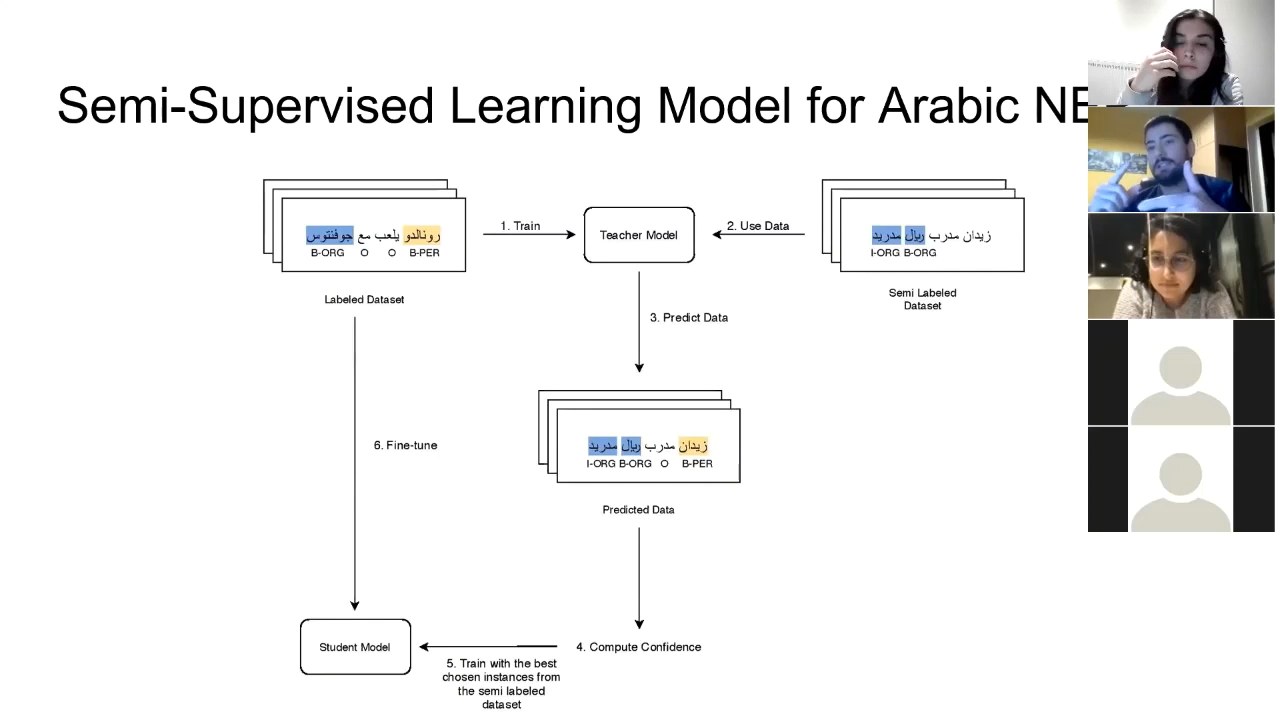 Semi-Supervised Learning Model for Arabic NE
رونالدو يلعب مع جوفنتوس
B-ORG O O B-PER
Labeled Dataset
1. Train
Teacher Model
2. Use Data
زيدان مدرب ريال مدريد
I-ORG B-ORG
Semi Labeled
Dataset
3. Predict Data
زيدان مدرب ريال مدريد
I-ORG B-ORG O B-PER
Predicted Data
6. Fine-tune
4. Compute Confidence
5. Train with the best
chosen instances from
the semi labeled
dataset
Student Model